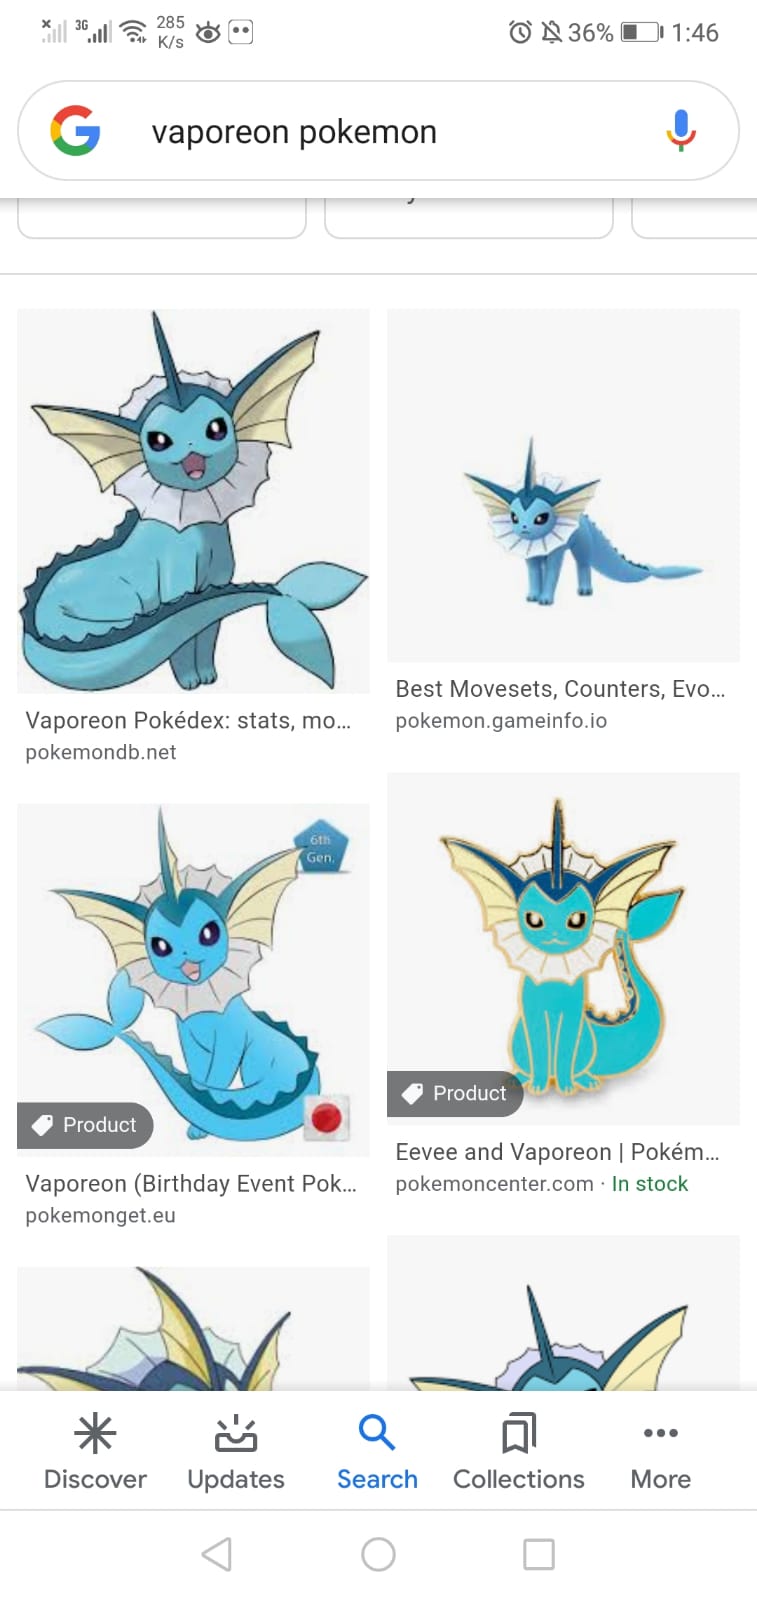 3G 285 K/s 36% 1:46
vaporeon pokemon
Vaporeon Pokédex: stats, mo...
pokemondb.net
Best Movesets, Counters, Evo...
pokemon.gameinfo.io
6th
Gen.
Product
Vaporeon (Birthday Event Pok...
pokemonget.eu
Product
Eevee and Vaporeon | Pokém...
pokemoncenter.com · In stock
Discover Updates Search Collections More